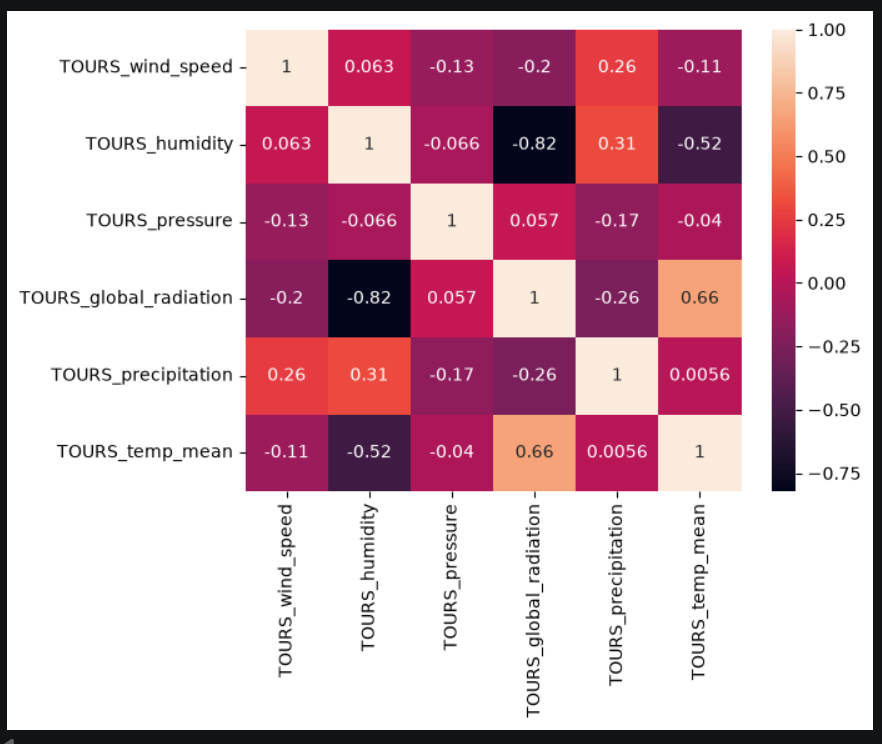 TOURS_wind_speed 1 0.063 -0.13 -0.2 0.26 -0.11
TOURS_humidity 0.063 1 -0.066 -0.82 0.31 -0.52
TOURS_pressure -0.13 -0.066 1 0.057 -0.17 -0.04
TOURS_global_radiation -0.2 -0.82 0.057 1 -0.26 0.66
TOURS_precipitation 0.26 0.31 -0.17 -0.26 1 0.0056
TOURS_temp_mean -0.11 -0.52 -0.04 0.66 0.0056 1
TOURS_wind_speed
TOURS_humidity
TOURS_pressure
TOURS_global_radiation
TOURS_precipitation
TOURS_temp_mean
1.00
0.75
0.50
0.25
0.00
−0.25
−0.50
−0.75